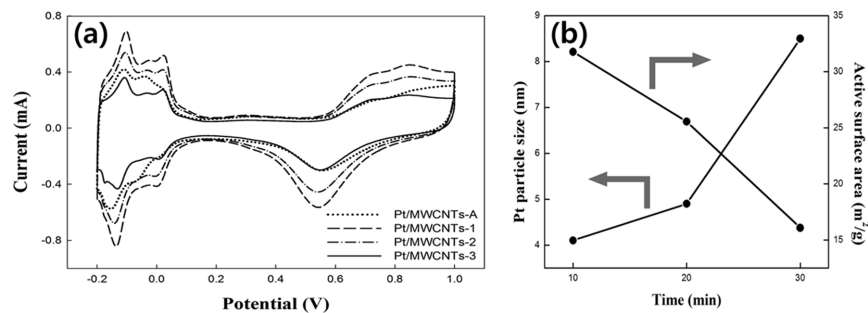 (a)
Current (mA)
0.8
0.4
0.0
-0.4
-0.8
-0.2
0.0
0.2
0.4
0.6
0.8
1.0
Potential (V)
Pt/MWCNTs-A
Pt/MWCNTs-1
Pt/MWCNTs-2
Pt/MWCNTs-3
(b)
Pt particle size (nm)
9
8
7
6
5
4
10
20
30
Time (min)
35
30
25
20
15
Active surface area (m²/g)